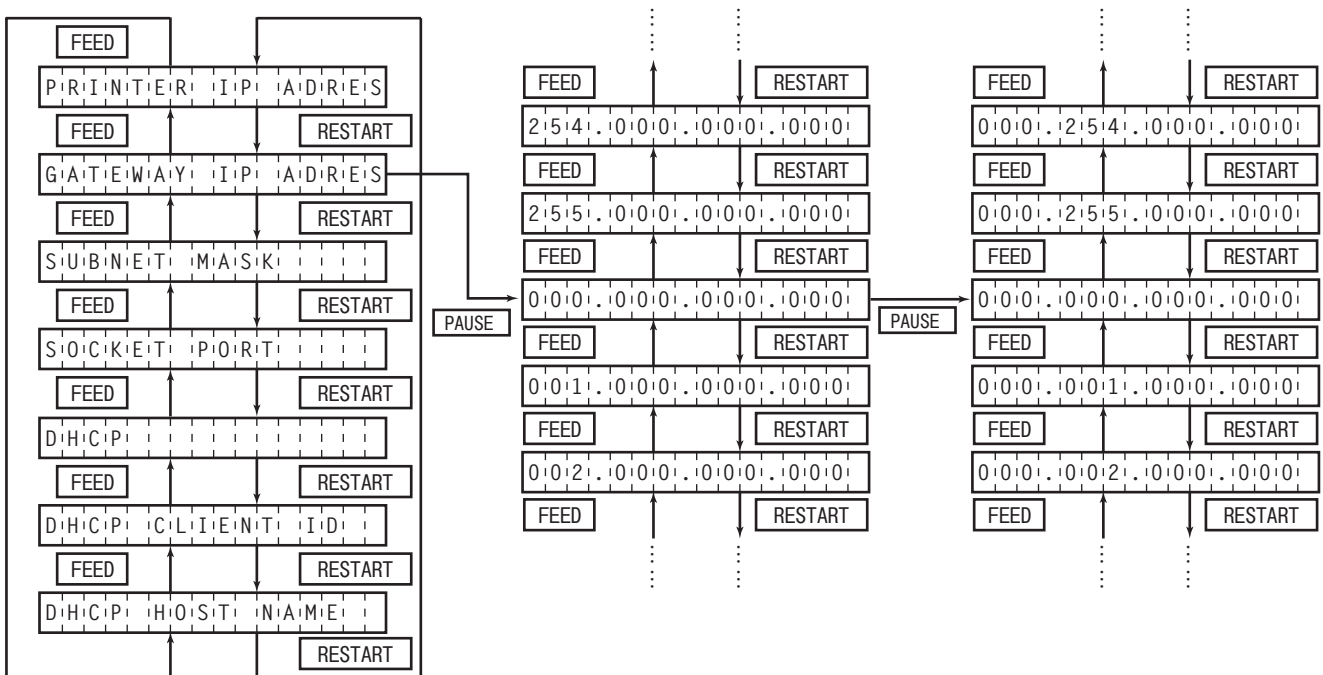 FEED
PRINTER IP ADRES
FEED RESTART
GATEWAY IP ADRES
FEED RESTART
SUBNET MASK
FEED RESTART
SOCKET PORT
FEED RESTART
DHCP
FEED RESTART
DHCP CLIENT ID
FEED RESTART
DHCP HOST NAME
RESTART
PAUSE
FEED RESTART
254.000.000.000
FEED RESTART
255.000.000.000
FEED RESTART
000.000.000.000
FEED RESTART
001.000.000.000
FEED RESTART
002.000.000.000
FEED RESTART
PAUSE
FEED RESTART
000.254.000.000
FEED RESTART
000.255.000.000
FEED RESTART
000.000.000.000
FEED RESTART
000.001.000.000
FEED RESTART
000.002.000.000
FEED RESTART